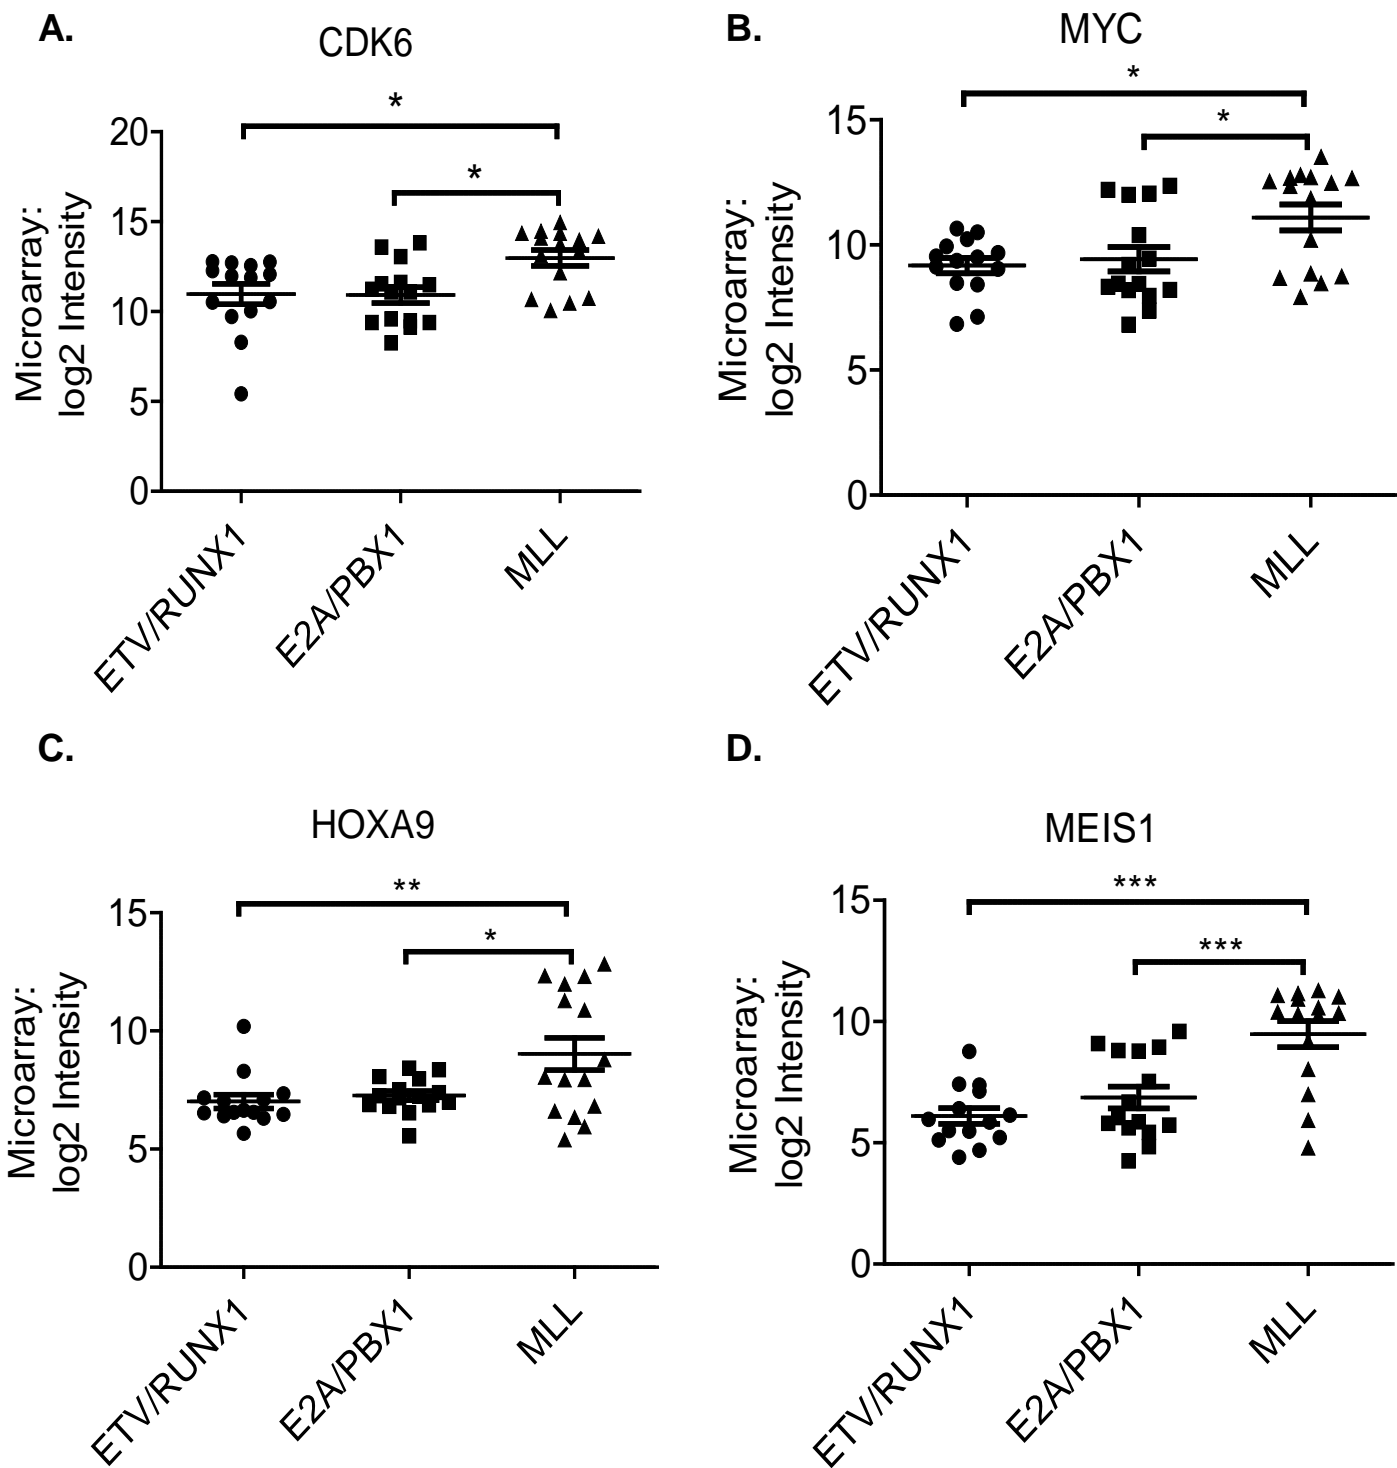 A.
CDK6
*
*
20
15
10
5
0
Microarray:
log2 Intensity
ETV/RUNX1
E2A/PBX1
MLL
B.
MYC
*
*
15
10
5
0
Microarray:
log2 Intensity
ETV/RUNX1
E2A/PBX1
MLL
C.
HOXA9
**
*
15
10
5
0
Microarray:
log2 Intensity
ETV/RUNX1
E2A/PBX1
MLL
D.
MEIS1
***
***
15
10
5
0
Microarray:
log2 Intensity
ETV/RUNX1
E2A/PBX1
MLL